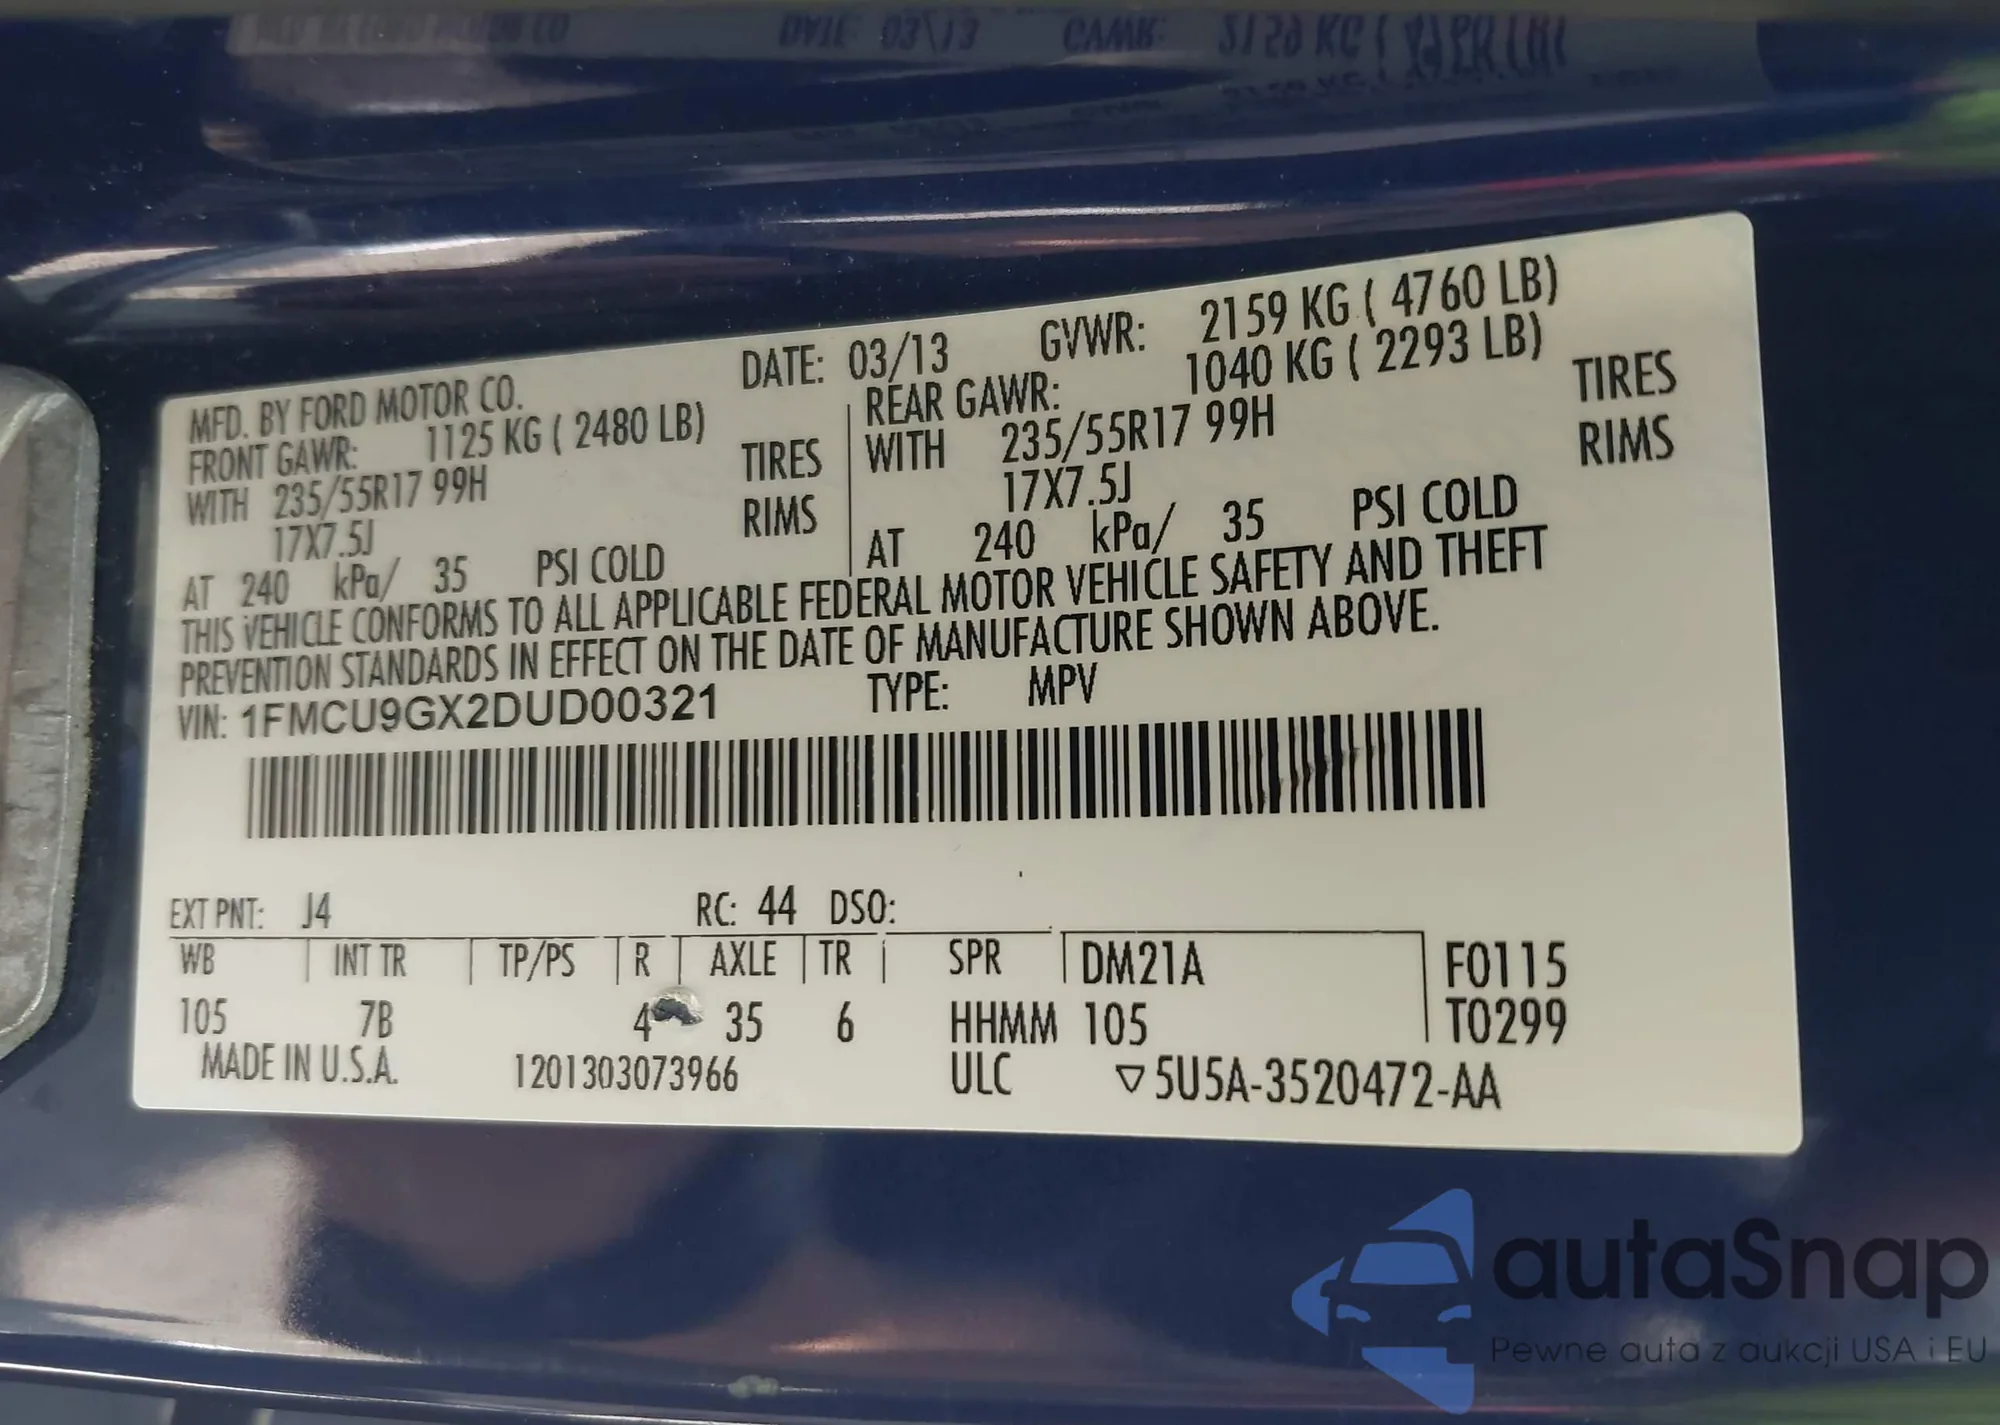 MFD. BY FORD MOTOR CO.
DATE: 03/13 GVWR: 2159 KG ( 4760 LB)
FRONT GAWR: 1125 KG ( 2480 LB)
REAR GAWR: 1040 KG ( 2293 LB)
WITH 235/55R17 99H TIRES
WITH 235/55R17 99H TIRES
17X7.5J RIMS
17X7.5J RIMS
AT 240 kPa/ 35 PSI COLD
AT 240 kPa/ 35 PSI COLD
THIS VEHICLE CONFORMS TO ALL APPLICABLE FEDERAL MOTOR VEHICLE SAFETY AND THEFT
PREVENTION STANDARDS IN EFFECT ON THE DATE OF MANUFACTURE SHOWN ABOVE.
VIN: 1FMCU9GX2DUD00321 TYPE: MPV
EXT PNT: J4 RC: 44 DSO:
WB INT TR TP/PS R AXLE TR SPR DM21A F0115
105 7B 4 35 6 HHMM 105 T0299
MADE IN U.S.A. 1201303073966 ULC ▽5U5A-3520472-AA
autaSnap
Pewne auta z aukcji USA i EU